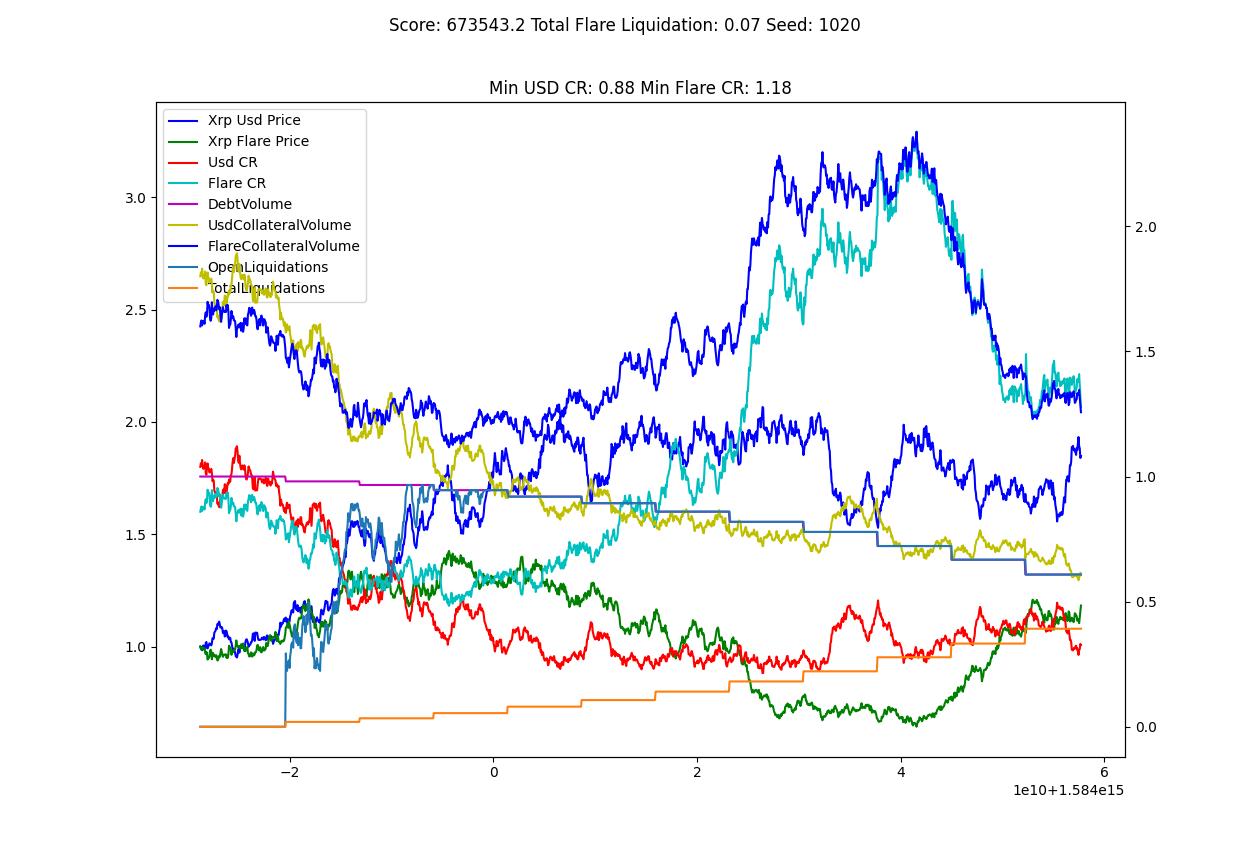 Score: 673543.2 Total Flare Liquidation: 0.07 Seed: 1020
Min USD CR: 0.88 Min Flare CR: 1.18
Xrp Usd Price
Xrp Flare Price
Usd CR
Flare CR
DebtVolume
UsdCollateralVolume
FlareCollateralVolume
OpenLiquidations
TotalLiquidations
3.0
2.5
2.0
1.5
1.0
2.0
1.5
1.0
0.5
0.0
−2
0
2
4
6
1e10+1.584e15